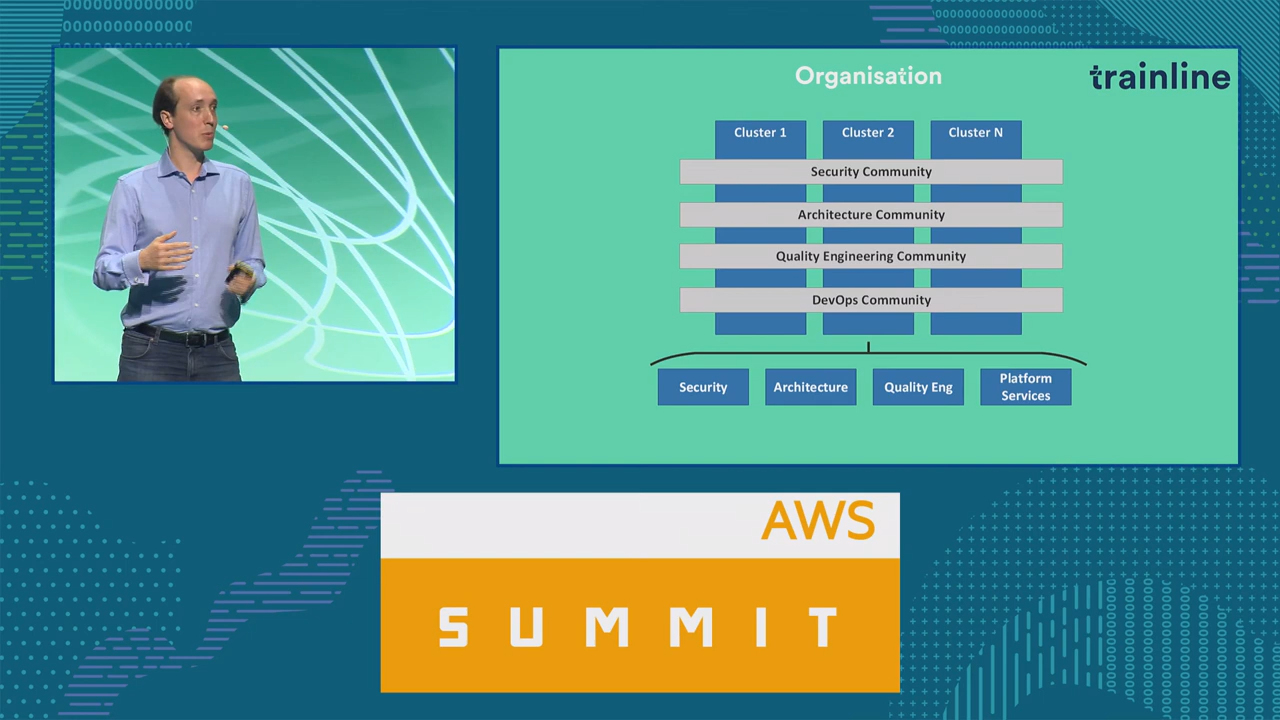 Organisation
trainline
Cluster 1
Cluster 2
Cluster N
Security Community
Architecture Community
Quality Engineering Community
DevOps Community
Security
Architecture
Quality Eng
Platform
Services
AWS
SUMMIT